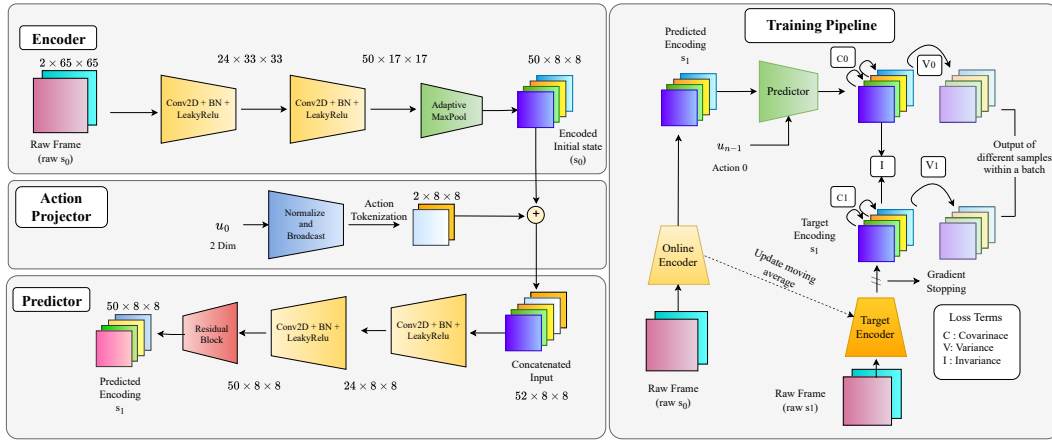 Encoder
2 × 65 × 65
24 × 33 × 33
50 × 17 × 17
50 × 8 × 8
Conv2D + BN +
LeakyRelu
Conv2D + BN +
LeakyRelu
Adaptive
MaxPool
Raw Frame
(raw s₀)
Encoded
Initial state
(s₀)
Action
Projector
u₀
2 Dim
Normalize
and
Broadcast
Action
Tokenization
2 × 8 × 8
+
Predictor
50 × 8 × 8
Residual
Block
Conv2D + BN +
LeakyRelu
Conv2D + BN +
LeakyRelu
Predicted
Encoding
s₁
50 × 8 × 8
24 × 8 × 8
Concatenated
Input
52 × 8 × 8
Training Pipeline
Predicted
Encoding
s₁
Predictor
uₙ₋₁
Action 0
C0
V0
I
Output of
different samples
within a batch
C1
V1
Target
Encoding
s₁
Online
Encoder
Update moving
average
Gradient
Stopping
Target
Encoder
Raw Frame
(raw s₀)
Raw Frame
(raw s1)
Loss Terms
C : Covarinace
V: Variance
I : Invariance